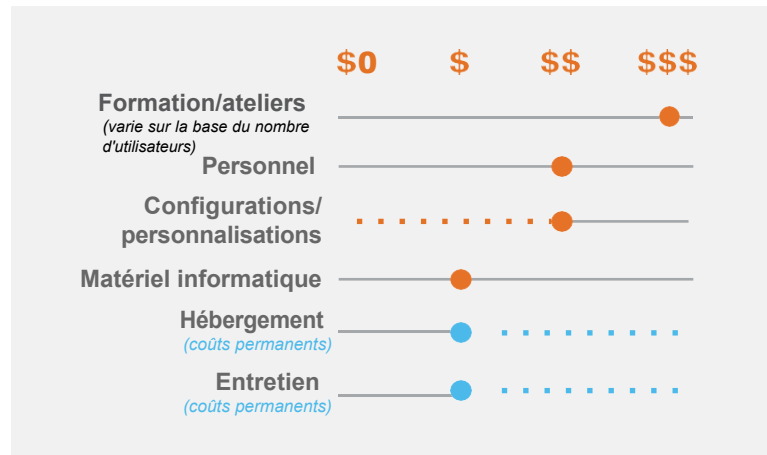 $0 $ $$ $$$
Formation/ateliers
(varie sur la base du nombre
d'utilisateurs)
Personnel
Configurations/
personnalisations
Matériel informatique
Hébergement
(coûts permanents)
Entretien
(coûts permanents)